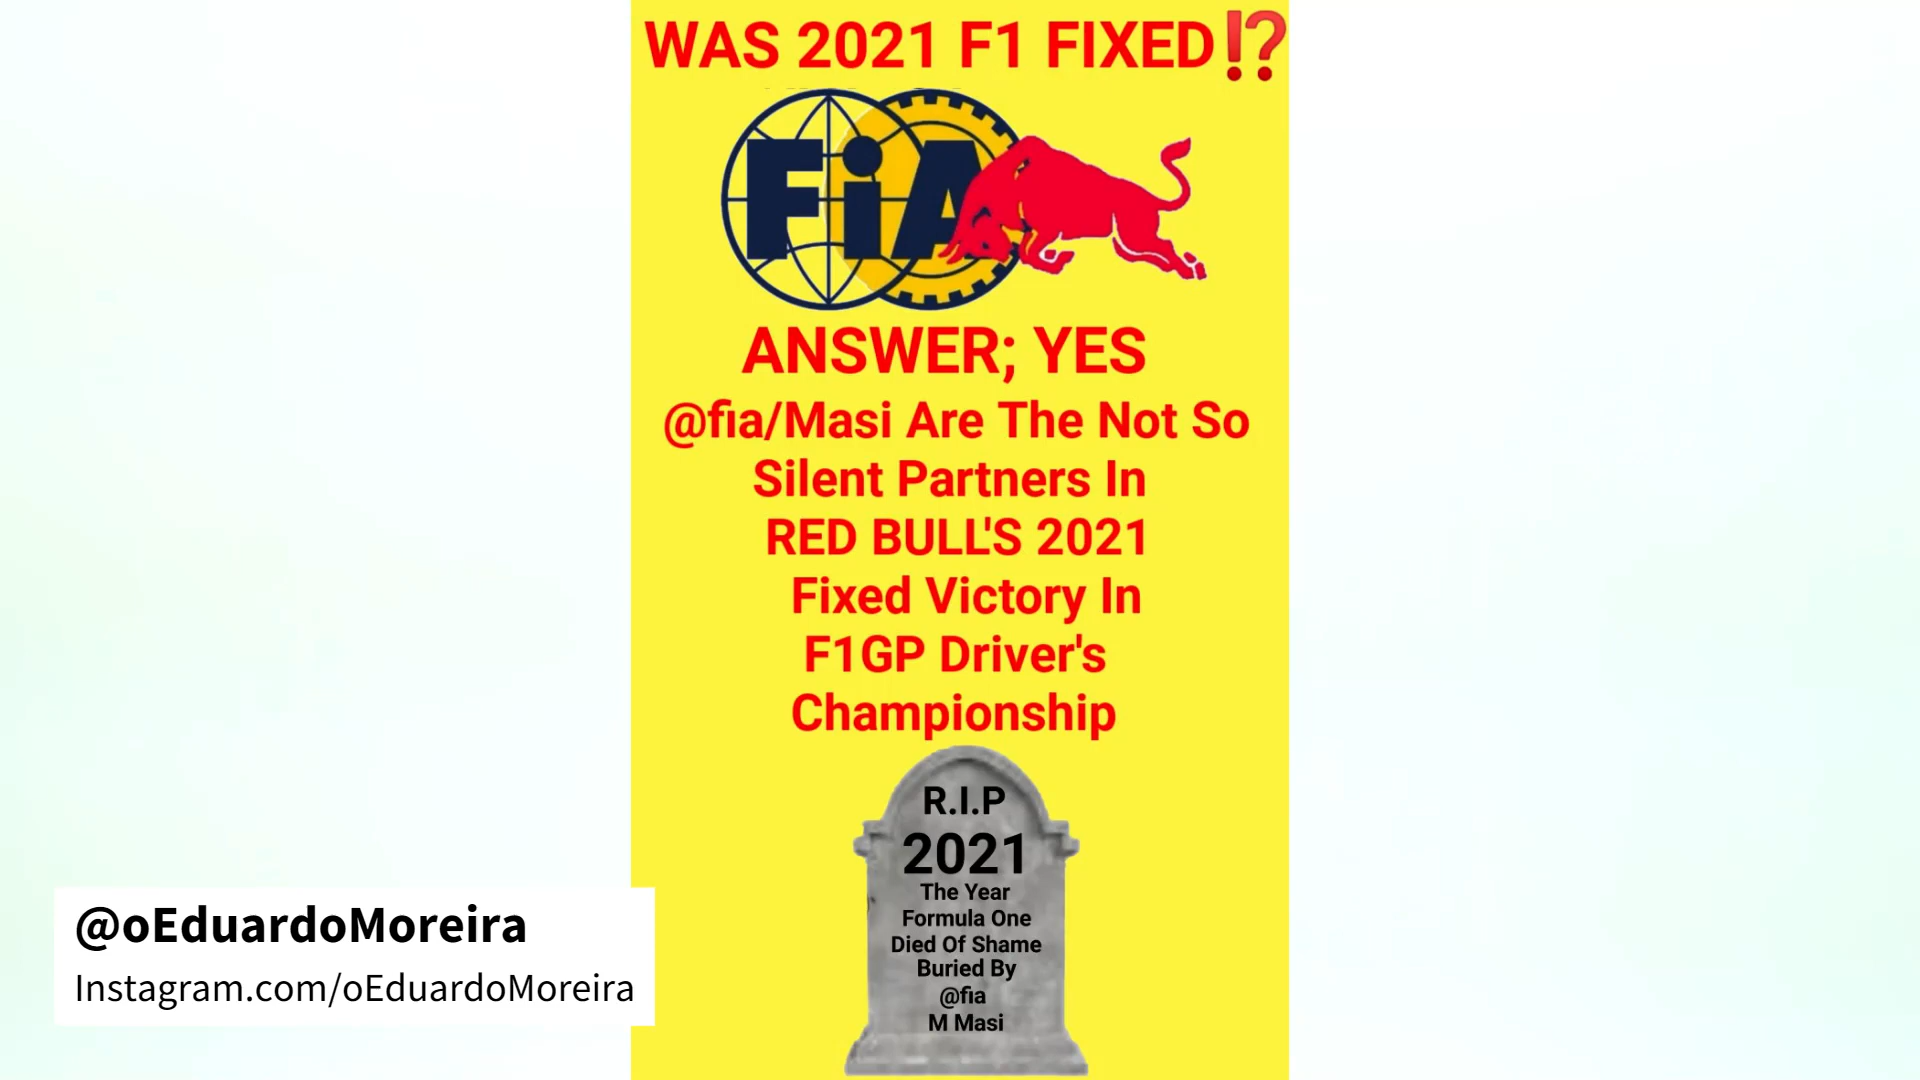 WAS 2021 F1 FIXED⁉
FiA
ANSWER; YES
@fia/Masi Are The Not So
Silent Partners In
RED BULL'S 2021
Fixed Victory In
F1GP Driver's
Championship
R.I.P
2021
The Year
Formula One
Died Of Shame
Buried By
@fia
M Masi
@oEduardoMoreira
Instagram.com/oEduardoMoreira